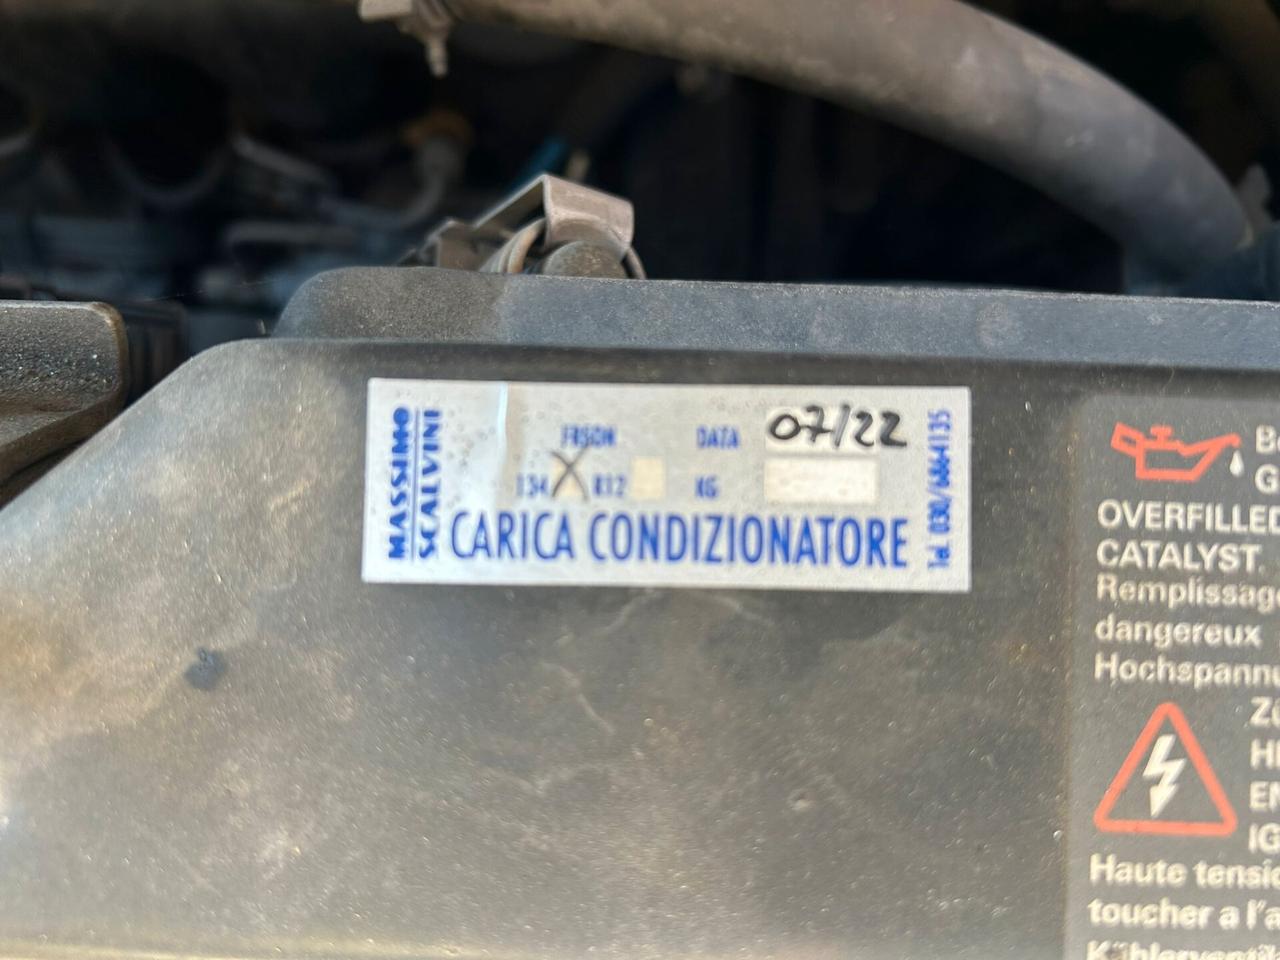 MASSIMO
SCALVINI
FREON DATA 07/22
134 X R12 KG
CARICA CONDIZIONATORE
Tel. 030/6864135
OVERFILLED
CATALYST.
Remplissage
dangereux
Hochspannu
Haute tensio
toucher a l'a
Kühlerventil